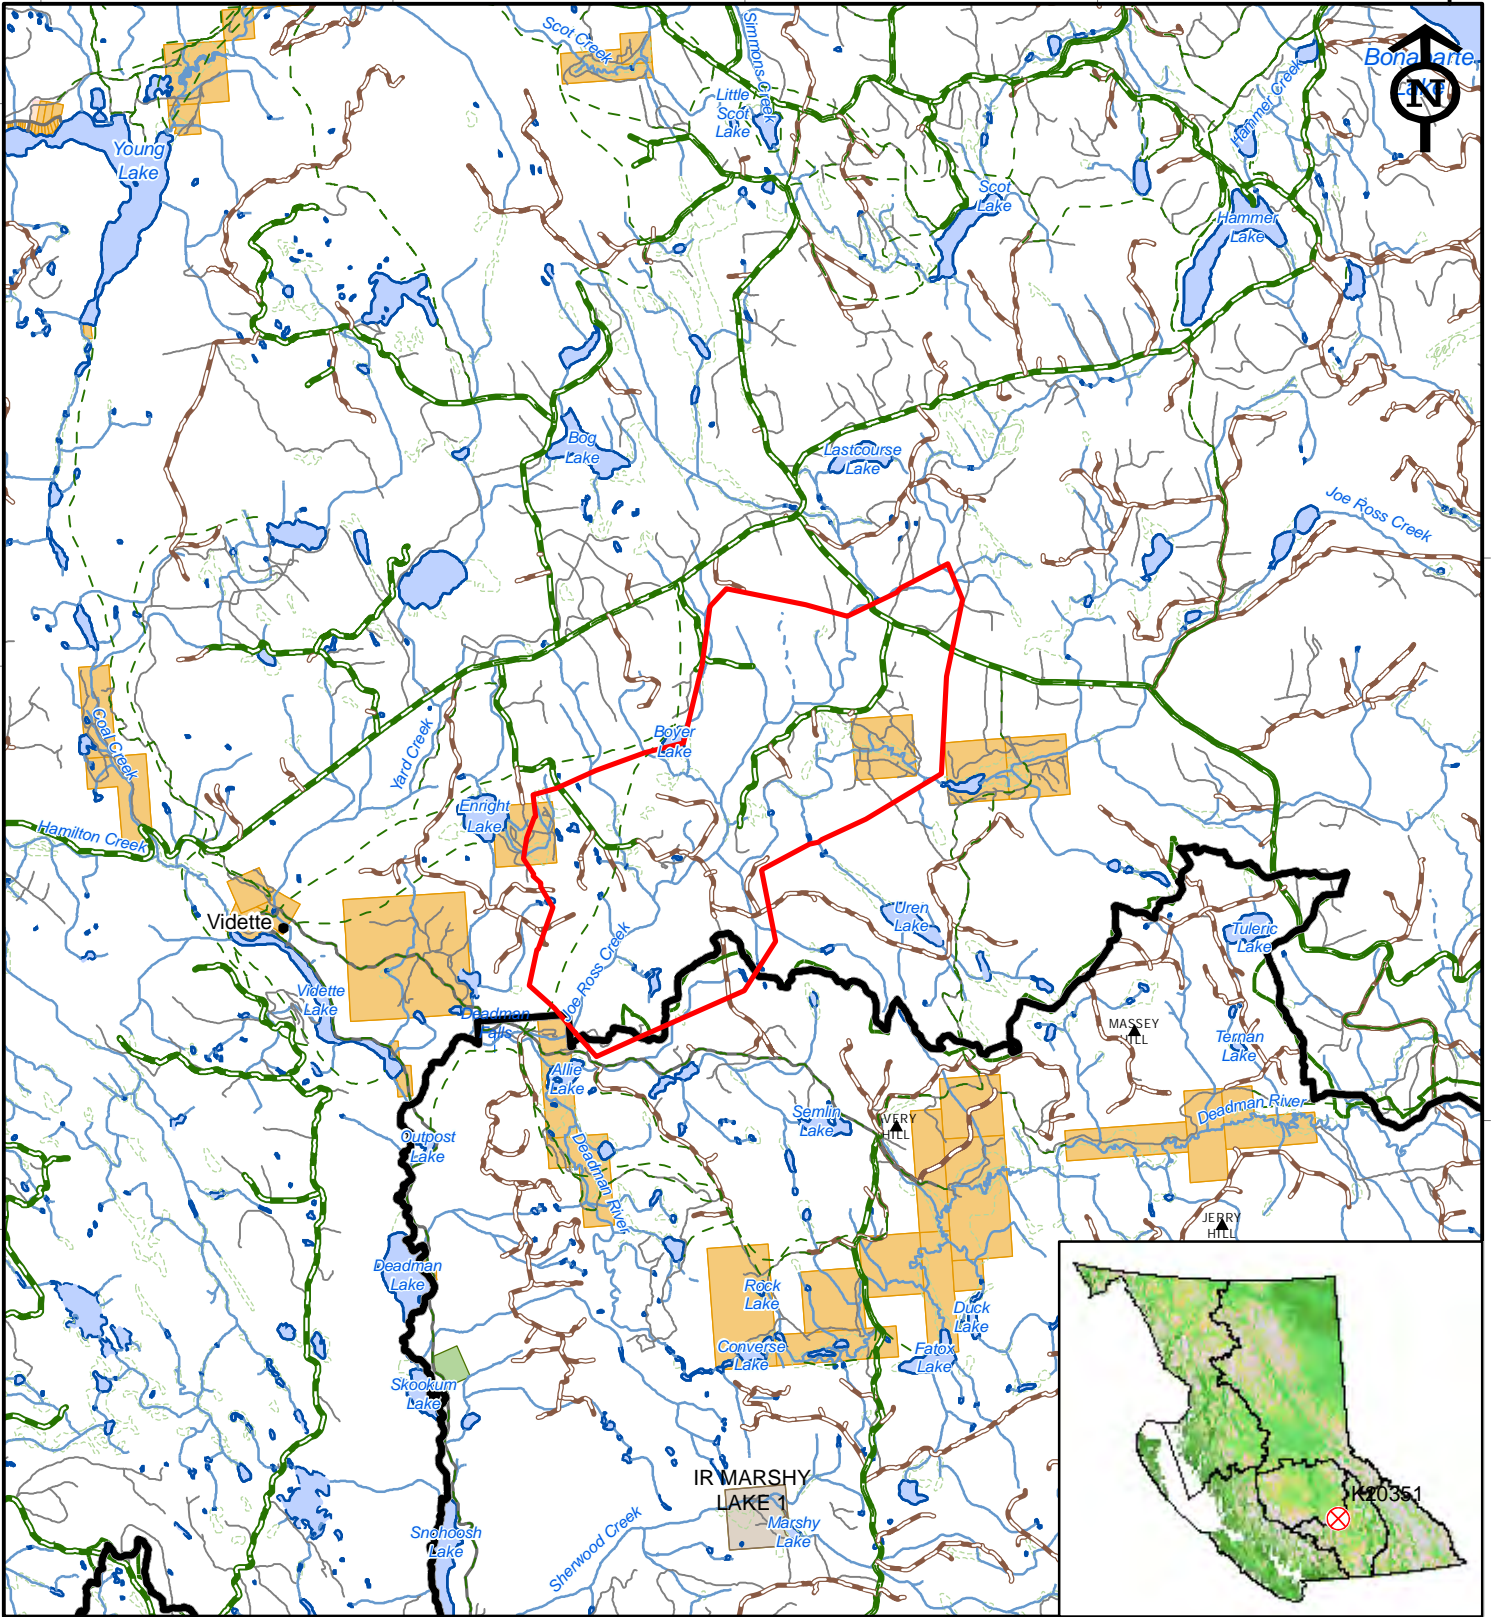 Scot Creek
Simmons Creek
Bonaparte
Lake
N
Little
Scot
Lake
Hammer Creek
Young
Lake
Scot
Lake
Hammer
Lake
Bog
Lake
Lastcourse
Lake
Joe Ross Creek
Coal Creek
Yard Creek
Boyer
Lake
Enright
Lake
Hamilton Creek
Vidette
Uren
Lake
Tuleric
Lake
Joe Ross Creek
Vidette
Lake
Deadman
Falls
MASSEY
HILL
Ternan
Lake
Allie
Lake
Semlin
Lake
VERY
HILL
Deadman River
Outpost
Lake
Deadman River
JERRY
HILL
Deadman
Lake
Rock
Lake
Duck
Lake
Converse
Lake
Fatox
Lake
Skookum
Lake
IR MARSHY
LAKE 1
K20351
Marshy
Lake
Snohoosh
Lake
Sherwood Creek